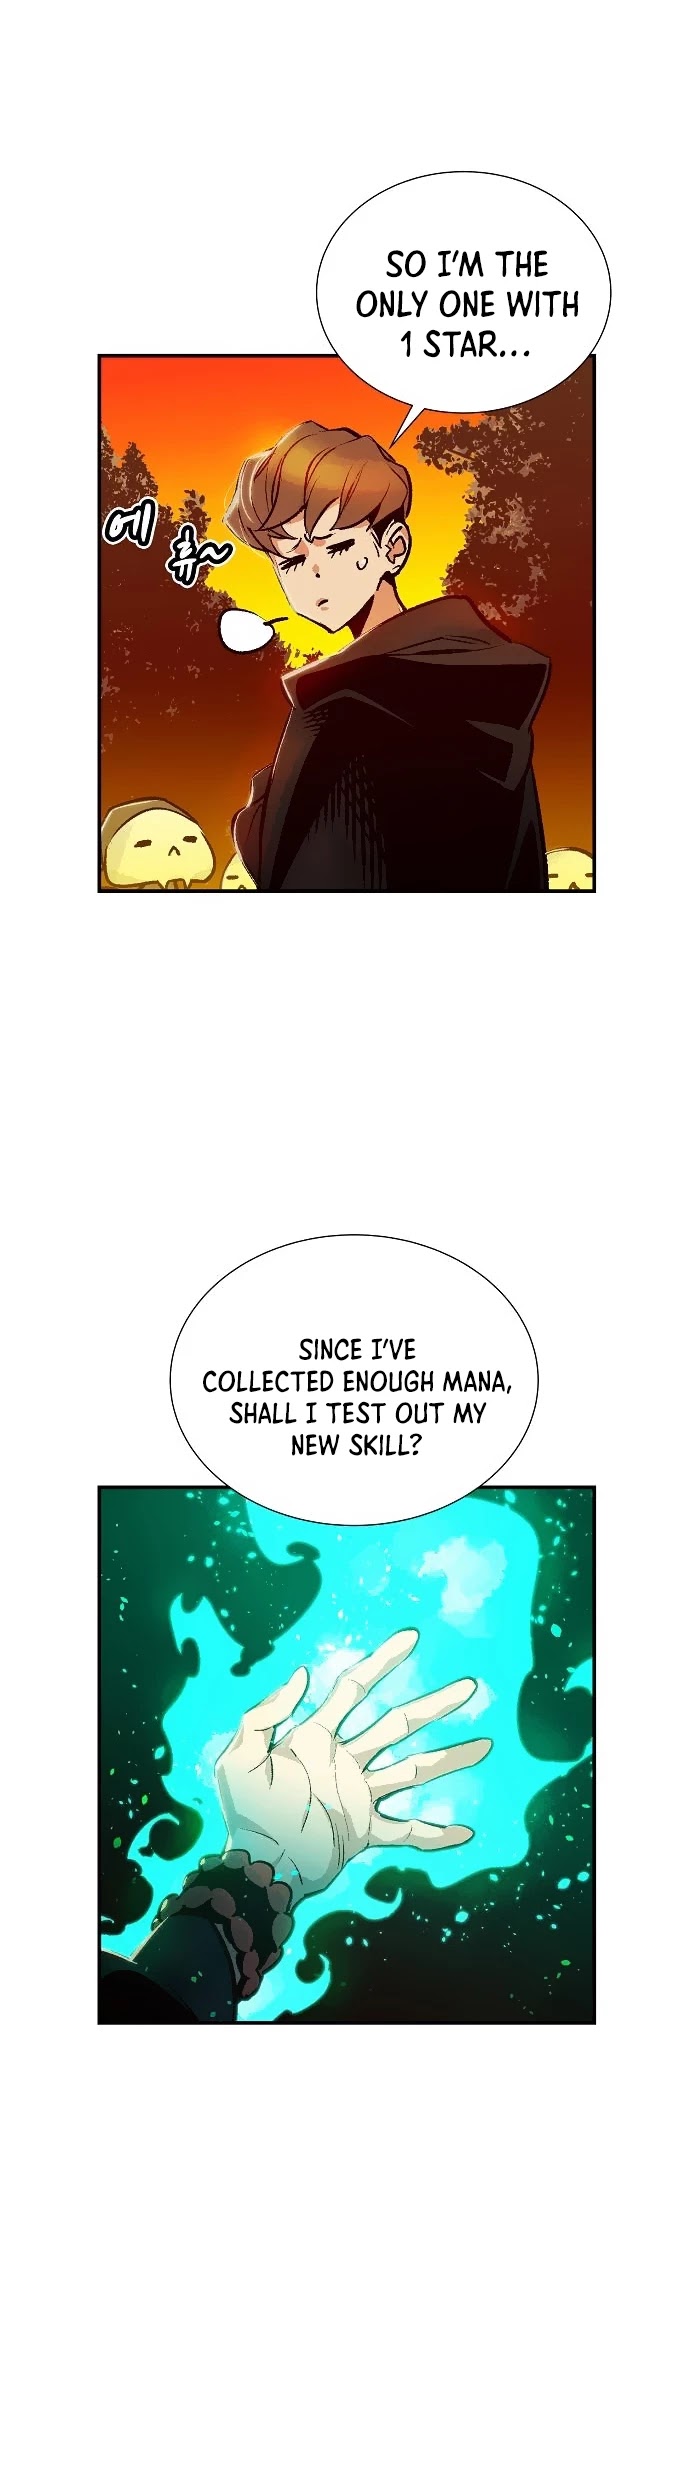 SO I'M THE
ONLY ONE WITH
1 STAR...
에
휴~
SINCE I'VE
COLLECTED ENOUGH MANA,
SHALL I TEST OUT MY
NEW SKILL?